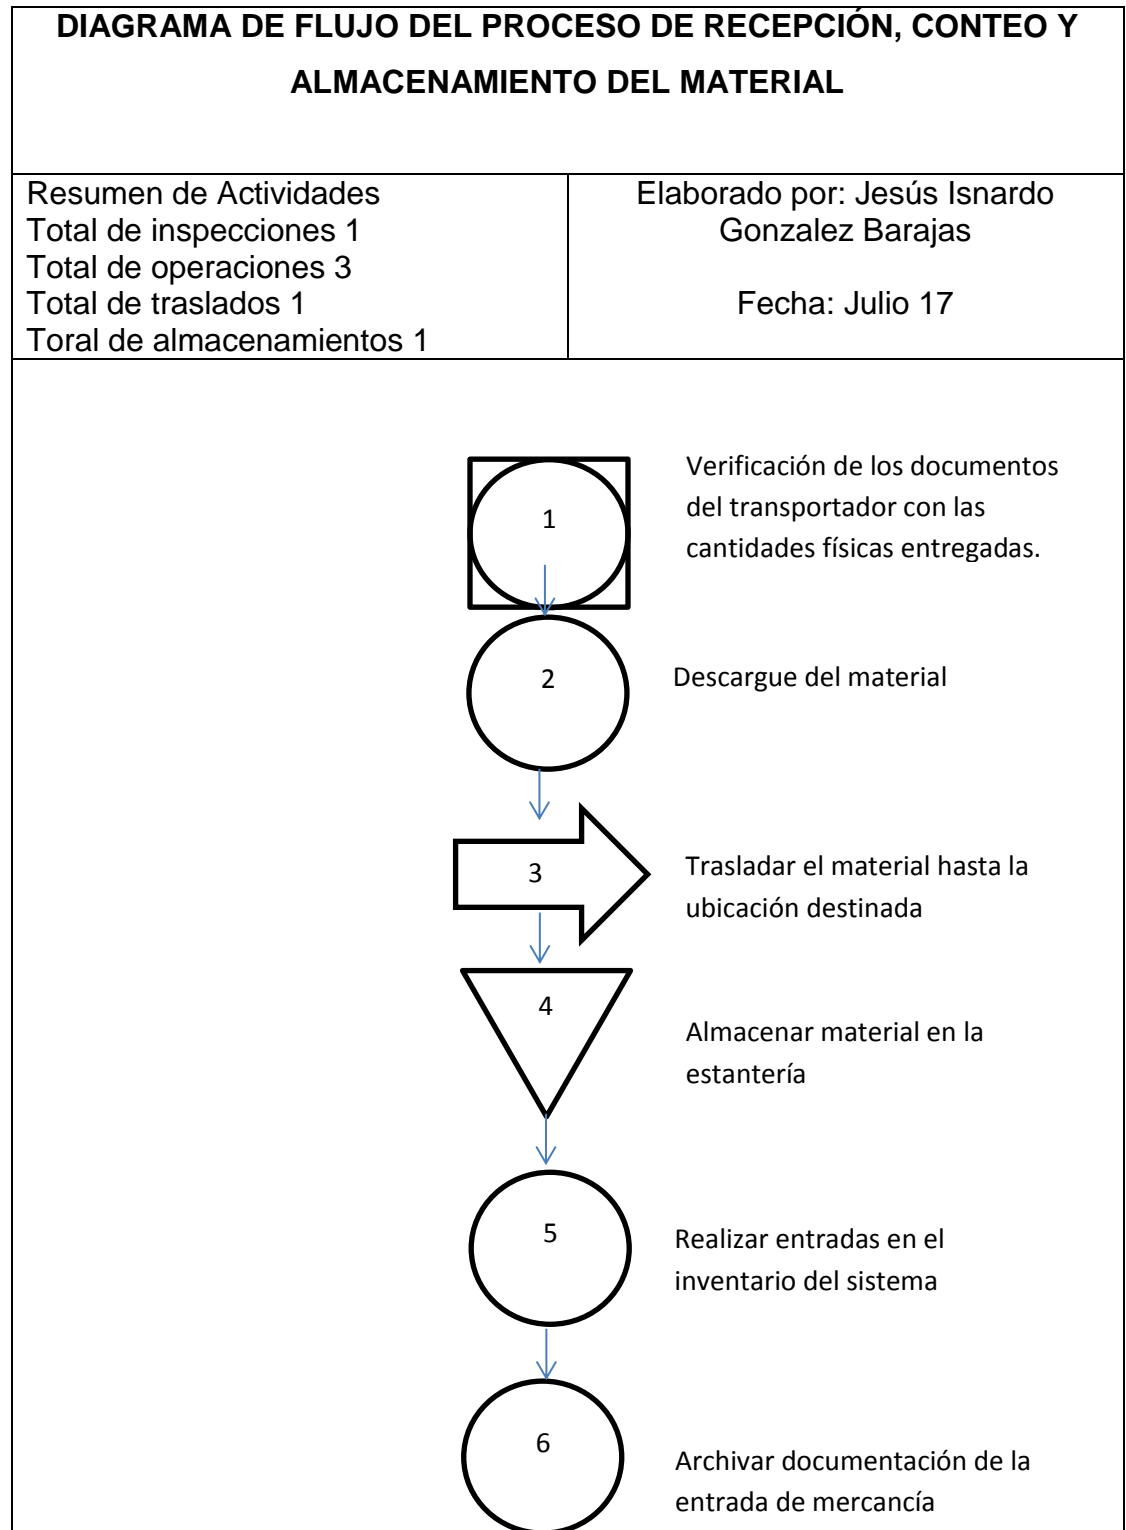 DIAGRAMA DE FLUJO DEL PROCESO DE RECEPCIÓN, CONTEO Y
ALMACENAMIENTO DEL MATERIAL
Resumen de Actividades
Total de inspecciones 1
Total de operaciones 3
Total de traslados 1
Toral de almacenamientos 1
Elaborado por: Jesús Isnardo
Gonzalez Barajas
Fecha: Julio 17
1
Verificación de los documentos
del transportador con las
cantidades físicas entregadas.
2
Descargue del material
3
Trasladar el material hasta la
ubicación destinada
4
Almacenar material en la
estantería
5
Realizar entradas en el
inventario del sistema
6
Archivar documentación de la
entrada de mercancía